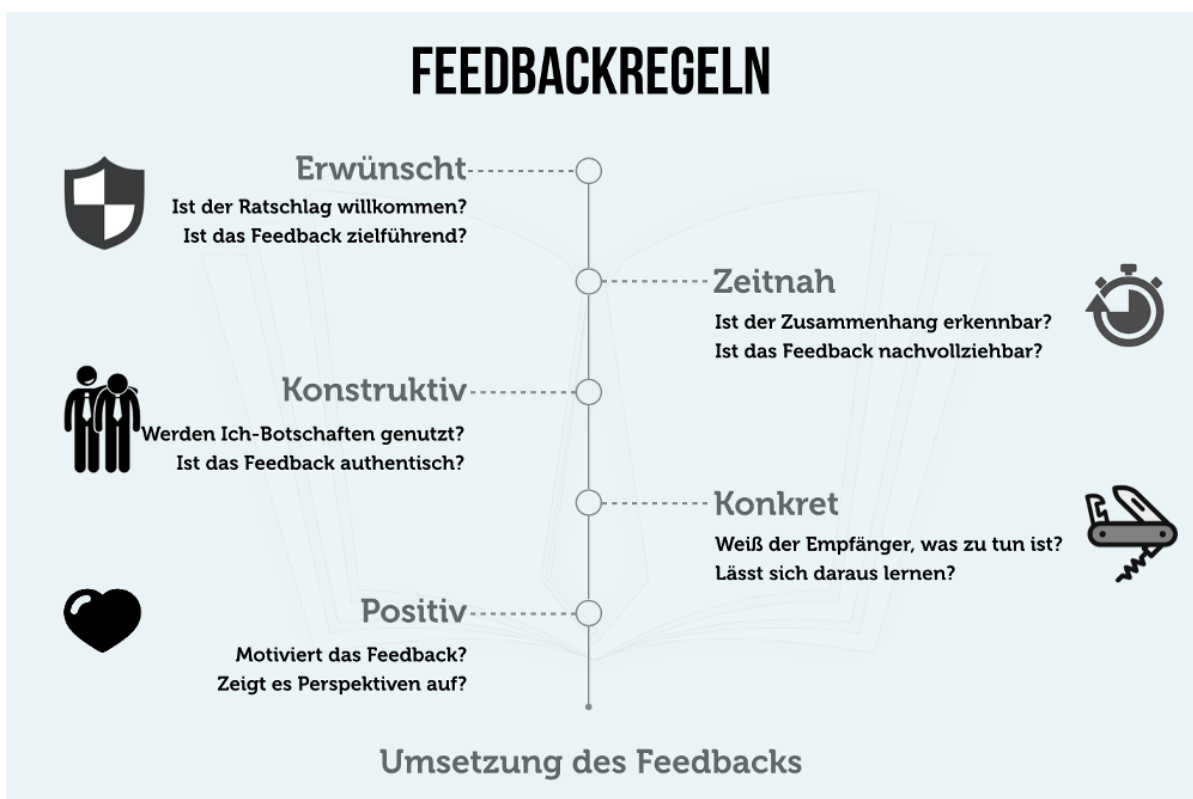 FEEDBACKREGELN
Erwünscht
Ist der Ratschlag willkommen?
Ist das Feedback zielführend?
Zeitnah
Ist der Zusammenhang erkennbar?
Ist das Feedback nachvollziehbar?
Konstruktiv
Werden Ich-Botschaften genutzt?
Ist das Feedback authentisch?
Konkret
Weiß der Empfänger, was zu tun ist?
Lässt sich daraus lernen?
Positiv
Motiviert das Feedback?
Zeigt es Perspektiven auf?
Umsetzung des Feedbacks